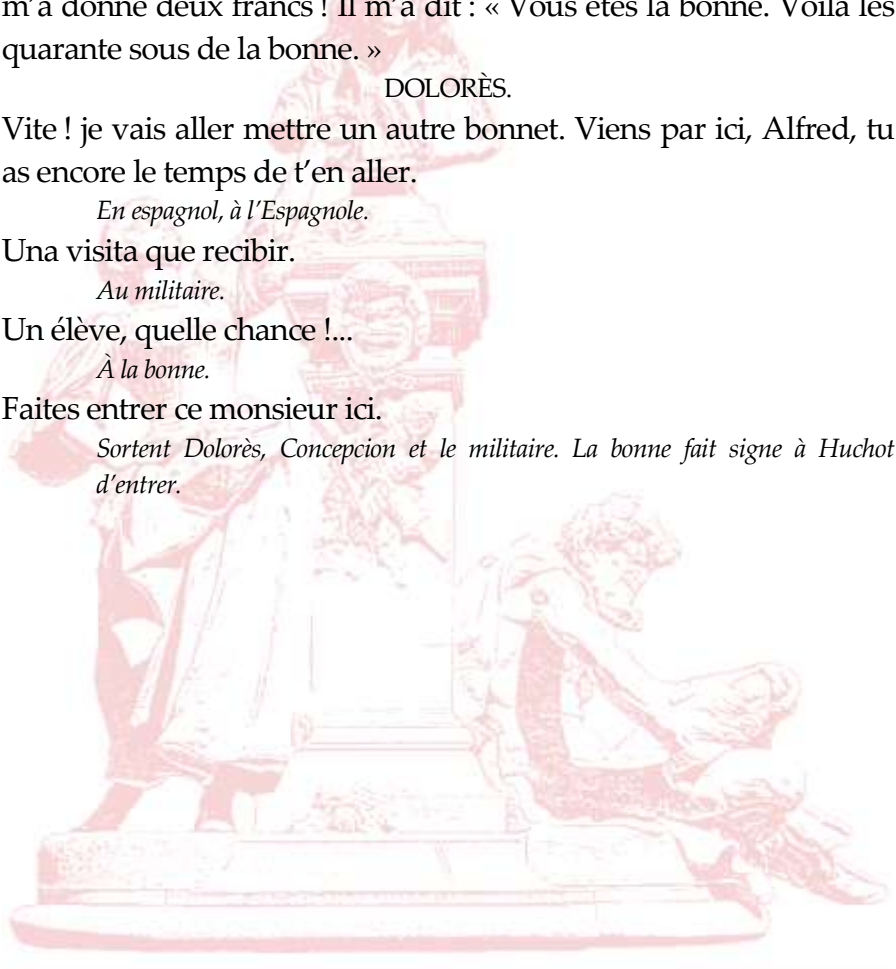 m’a donné deux francs ! Il m’a dit : « Vous êtes la bonne. Voilà les
quarante sous de la bonne. »
DOLORÈS.
Vite ! je vais aller mettre un autre bonnet. Viens par ici, Alfred, tu
as encore le temps de t’en aller.
En espagnol, à l’Espagnole.
Una visita que recibir.
Au militaire.
Un élève, quelle chance !...
À la bonne.
Faites entrer ce monsieur ici.
Sortent Dolorès, Concepcion et le militaire. La bonne fait signe à Huchot
d’entrer.